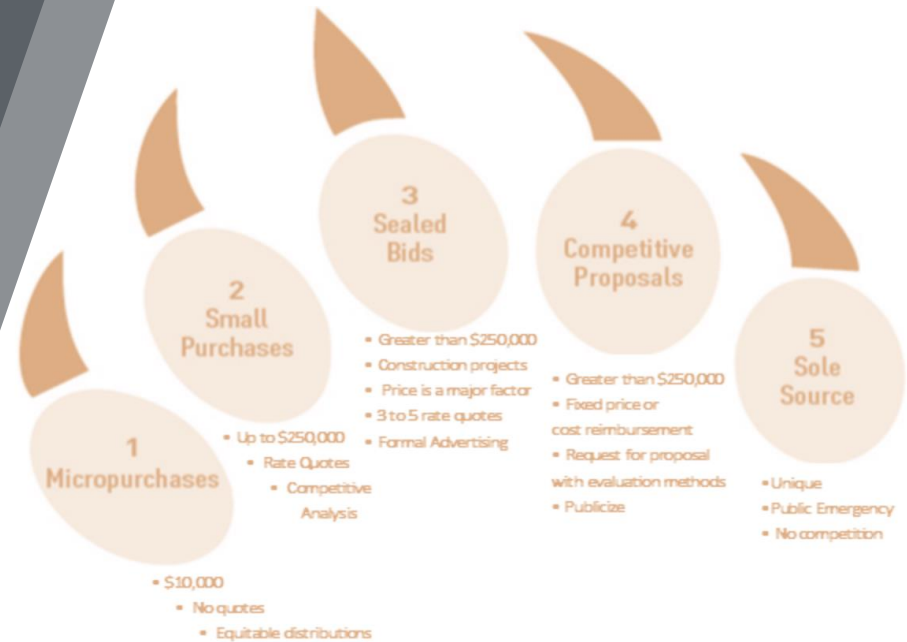 1
Micropurchases
▪ $10,000
▪ No quotes
▪ Equitable distributions
2
Small
Purchases
▪ Up to $250,000
▪ Rate Quotes
▪ Competitive
Analysis
3
Sealed
Bids
▪ Greater than $250,000
▪ Construction projects
▪ Price is a major factor
▪ 3 to 5 rate quotes
▪ Formal Advertising
4
Competitive
Proposals
▪ Greater than $250,000
▪ Fixed price or
cost reimbursement
▪ Request for proposal
with evaluation methods
▪ Publicize
5
Sole
Source
▪Unique
▪Public Emergency
▪ No competition